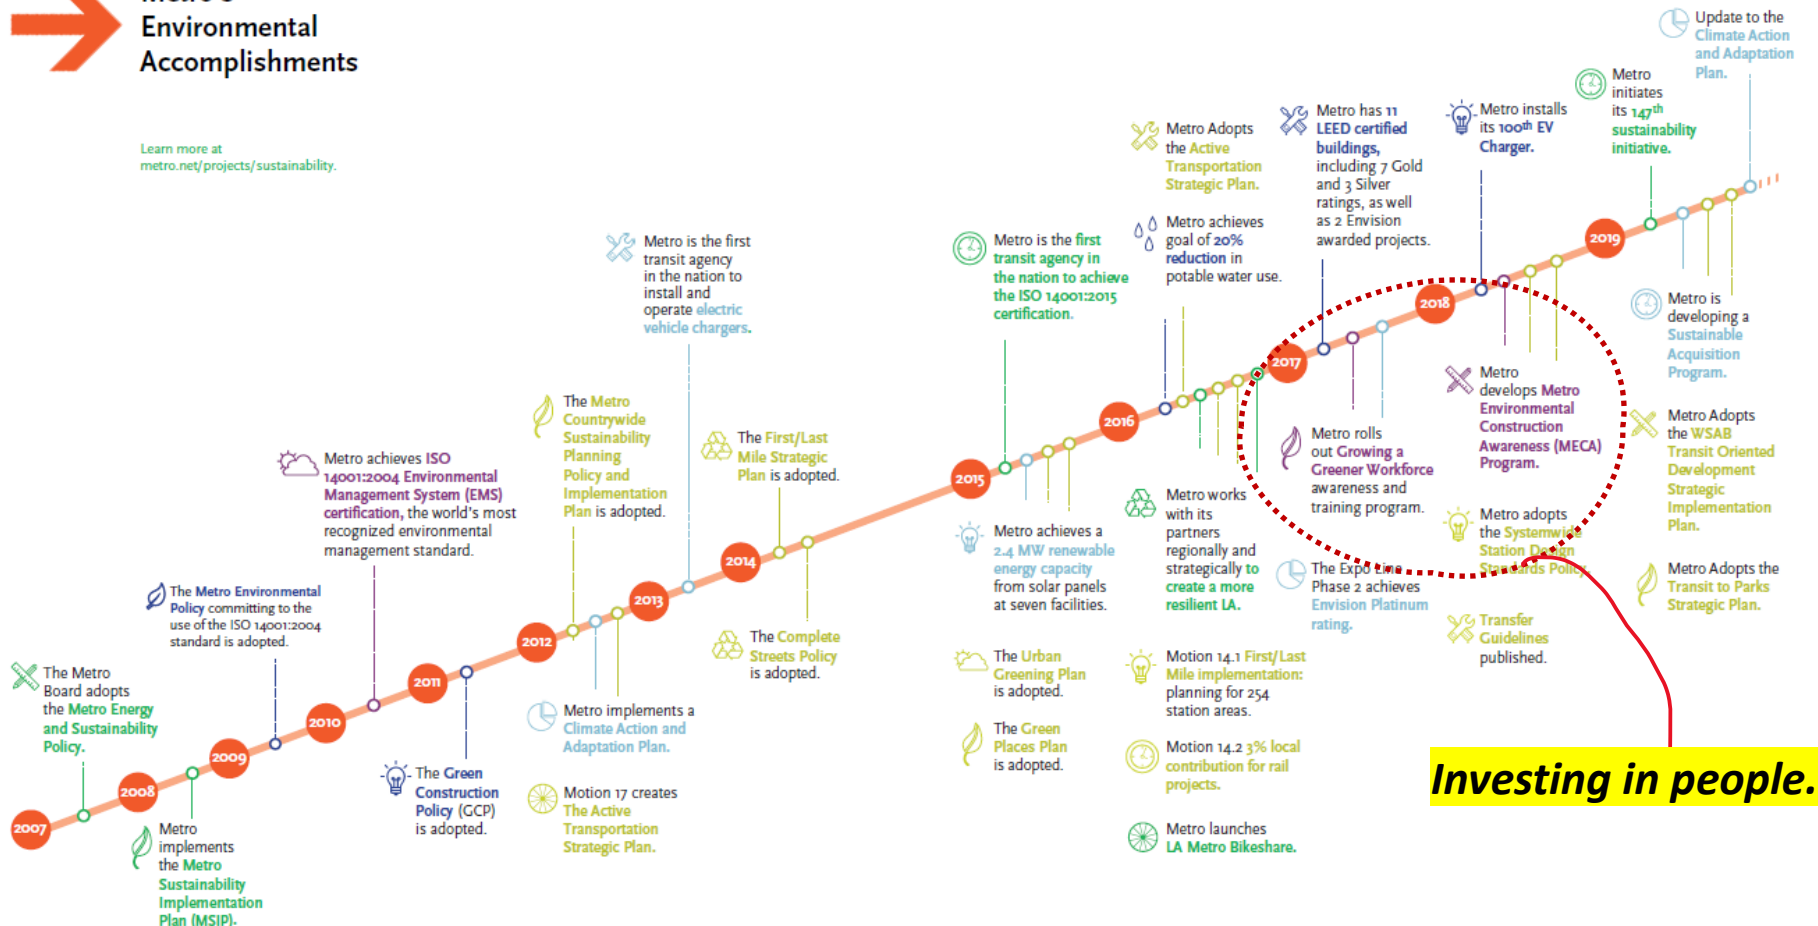 Metro's
Environmental
Accomplishments
Learn more at
metro.net/projects/sustainability.
2007
The Metro
Board adopts
the Metro Energy
and Sustainability
Policy.
2008
Metro
implements
the Metro
Sustainability
Implementation
Plan (MSIP).
2009
The Metro Environmental
Policy committing to the
use of the ISO 14001:2004
standard is adopted.
2010
Metro achieves ISO
14001:2004 Environmental
Management System (EMS)
certification, the world's most
recognized environmental
management standard.
2011
The Green
Construction
Policy (GCP)
is adopted.
2012
The Metro
Countrywide
Sustainability
Planning
Policy and
Implementation
Plan is adopted.
Metro implements a
Climate Action and
Adaptation Plan.
Motion 17 creates
The Active
Transportation
Strategic Plan.
2013
Metro is the first
transit agency
in the nation to
install and
operate electric
vehicle chargers.
2014
The First/Last
Mile Strategic
Plan is adopted.
The Complete
Streets Policy
is adopted.
2015
Metro is the first
transit agency in
the nation to achieve
the ISO 14001:2015
certification.
Metro achieves a
2.4 MW renewable
energy capacity
from solar panels
at seven facilities.
The Urban
Greening Plan
is adopted.
The Green
Places Plan
is adopted.
2016
Metro Adopts
the Active
Transportation
Strategic Plan.
Metro achieves
goal of 20%
reduction in
potable water use.
Metro works
with its
partners
regionally and
strategically to
create a more
resilient LA.
Motion 14.1 First/Last
Mile implementation:
planning for 254
station areas.
Motion 14.2 3% local
contribution for rail
projects.
Metro launches
LA Metro Bikeshare.
2017
Metro has 11
LEED certified
buildings,
including 7 Gold
and 3 Silver
ratings, as well
as 2 Envision
awarded projects.
Metro rolls
out Growing a
Greener Workforce
awareness and
training program.
The Expo Line
Phase 2 achieves
Envision Platinum
rating.
2018
Metro installs
its 100th EV
Charger.
Metro
develops Metro
Environmental
Construction
Awareness (MECA)
Program.
Metro adopts
the Systemwide
Station Design
Standards Policy.
Transfer
Guidelines
published.
2019
Metro
initiates
its 147th
sustainability
initiative.
Update to the
Climate Action
and Adaptation
Plan.
Metro is
developing a
Sustainable
Acquisition
Program.
Metro Adopts
the WSAB
Transit Oriented
Development
Strategic
Implementation
Plan.
Metro Adopts the
Transit to Parks
Strategic Plan.
Investing in people.